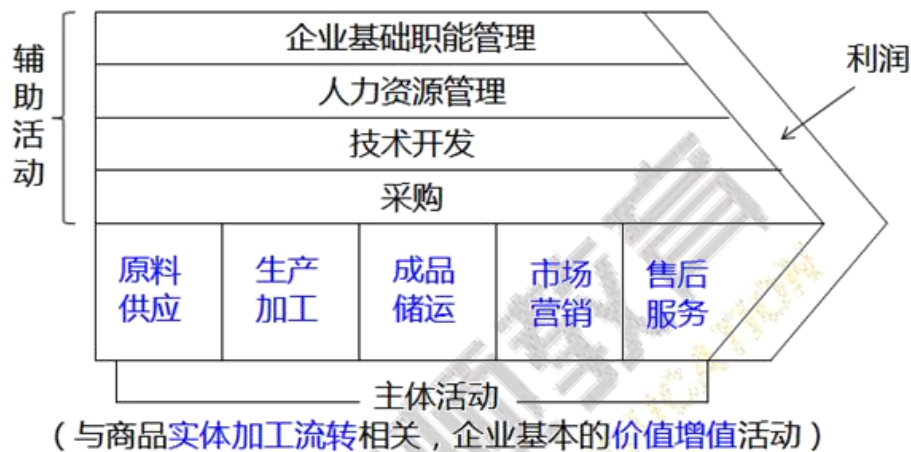 辅助活动
企业基础职能管理
人力资源管理
技术开发
采购
利润
原料
供应
生产
加工
成品
储运
市场
营销
售后
服务
主体活动
（与商品实体加工流转相关，企业基本的价值增值活动）
师教育